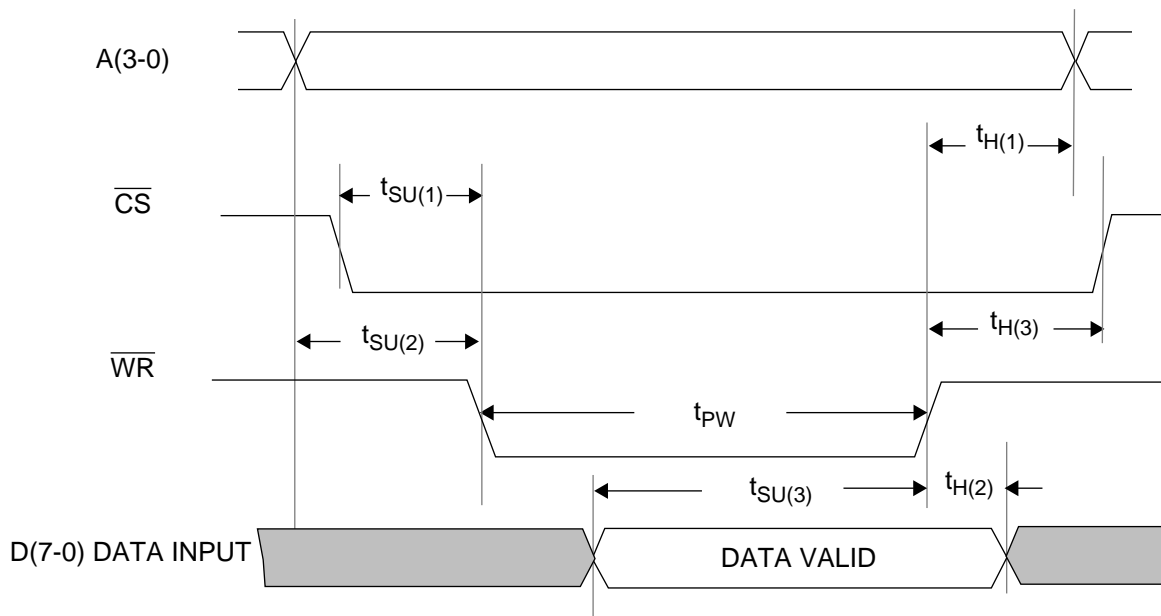 A(3-0)
tH(1)
CS
tSU(1)
tSU(2)
tH(3)
WR
tPW
tSU(3)
tH(2)
D(7-0) DATA INPUT
DATA VALID